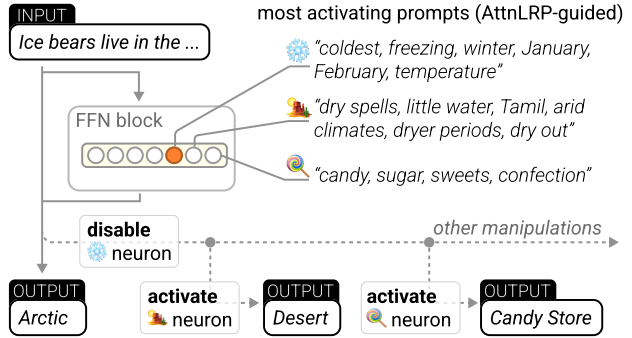 INPUT
Ice bears live in the ...
most activating prompts (AttnLRP-guided)
"coldest, freezing, winter, January,
February, temperature"
FFN block
"dry spells, little water, Tamil, arid
climates, dryer periods, dry out"
"candy, sugar, sweets, confection"
disable
neuron
other manipulations
OUTPUT
Arctic
activate
neuron
OUTPUT
Desert
activate
neuron
OUTPUT
Candy Store